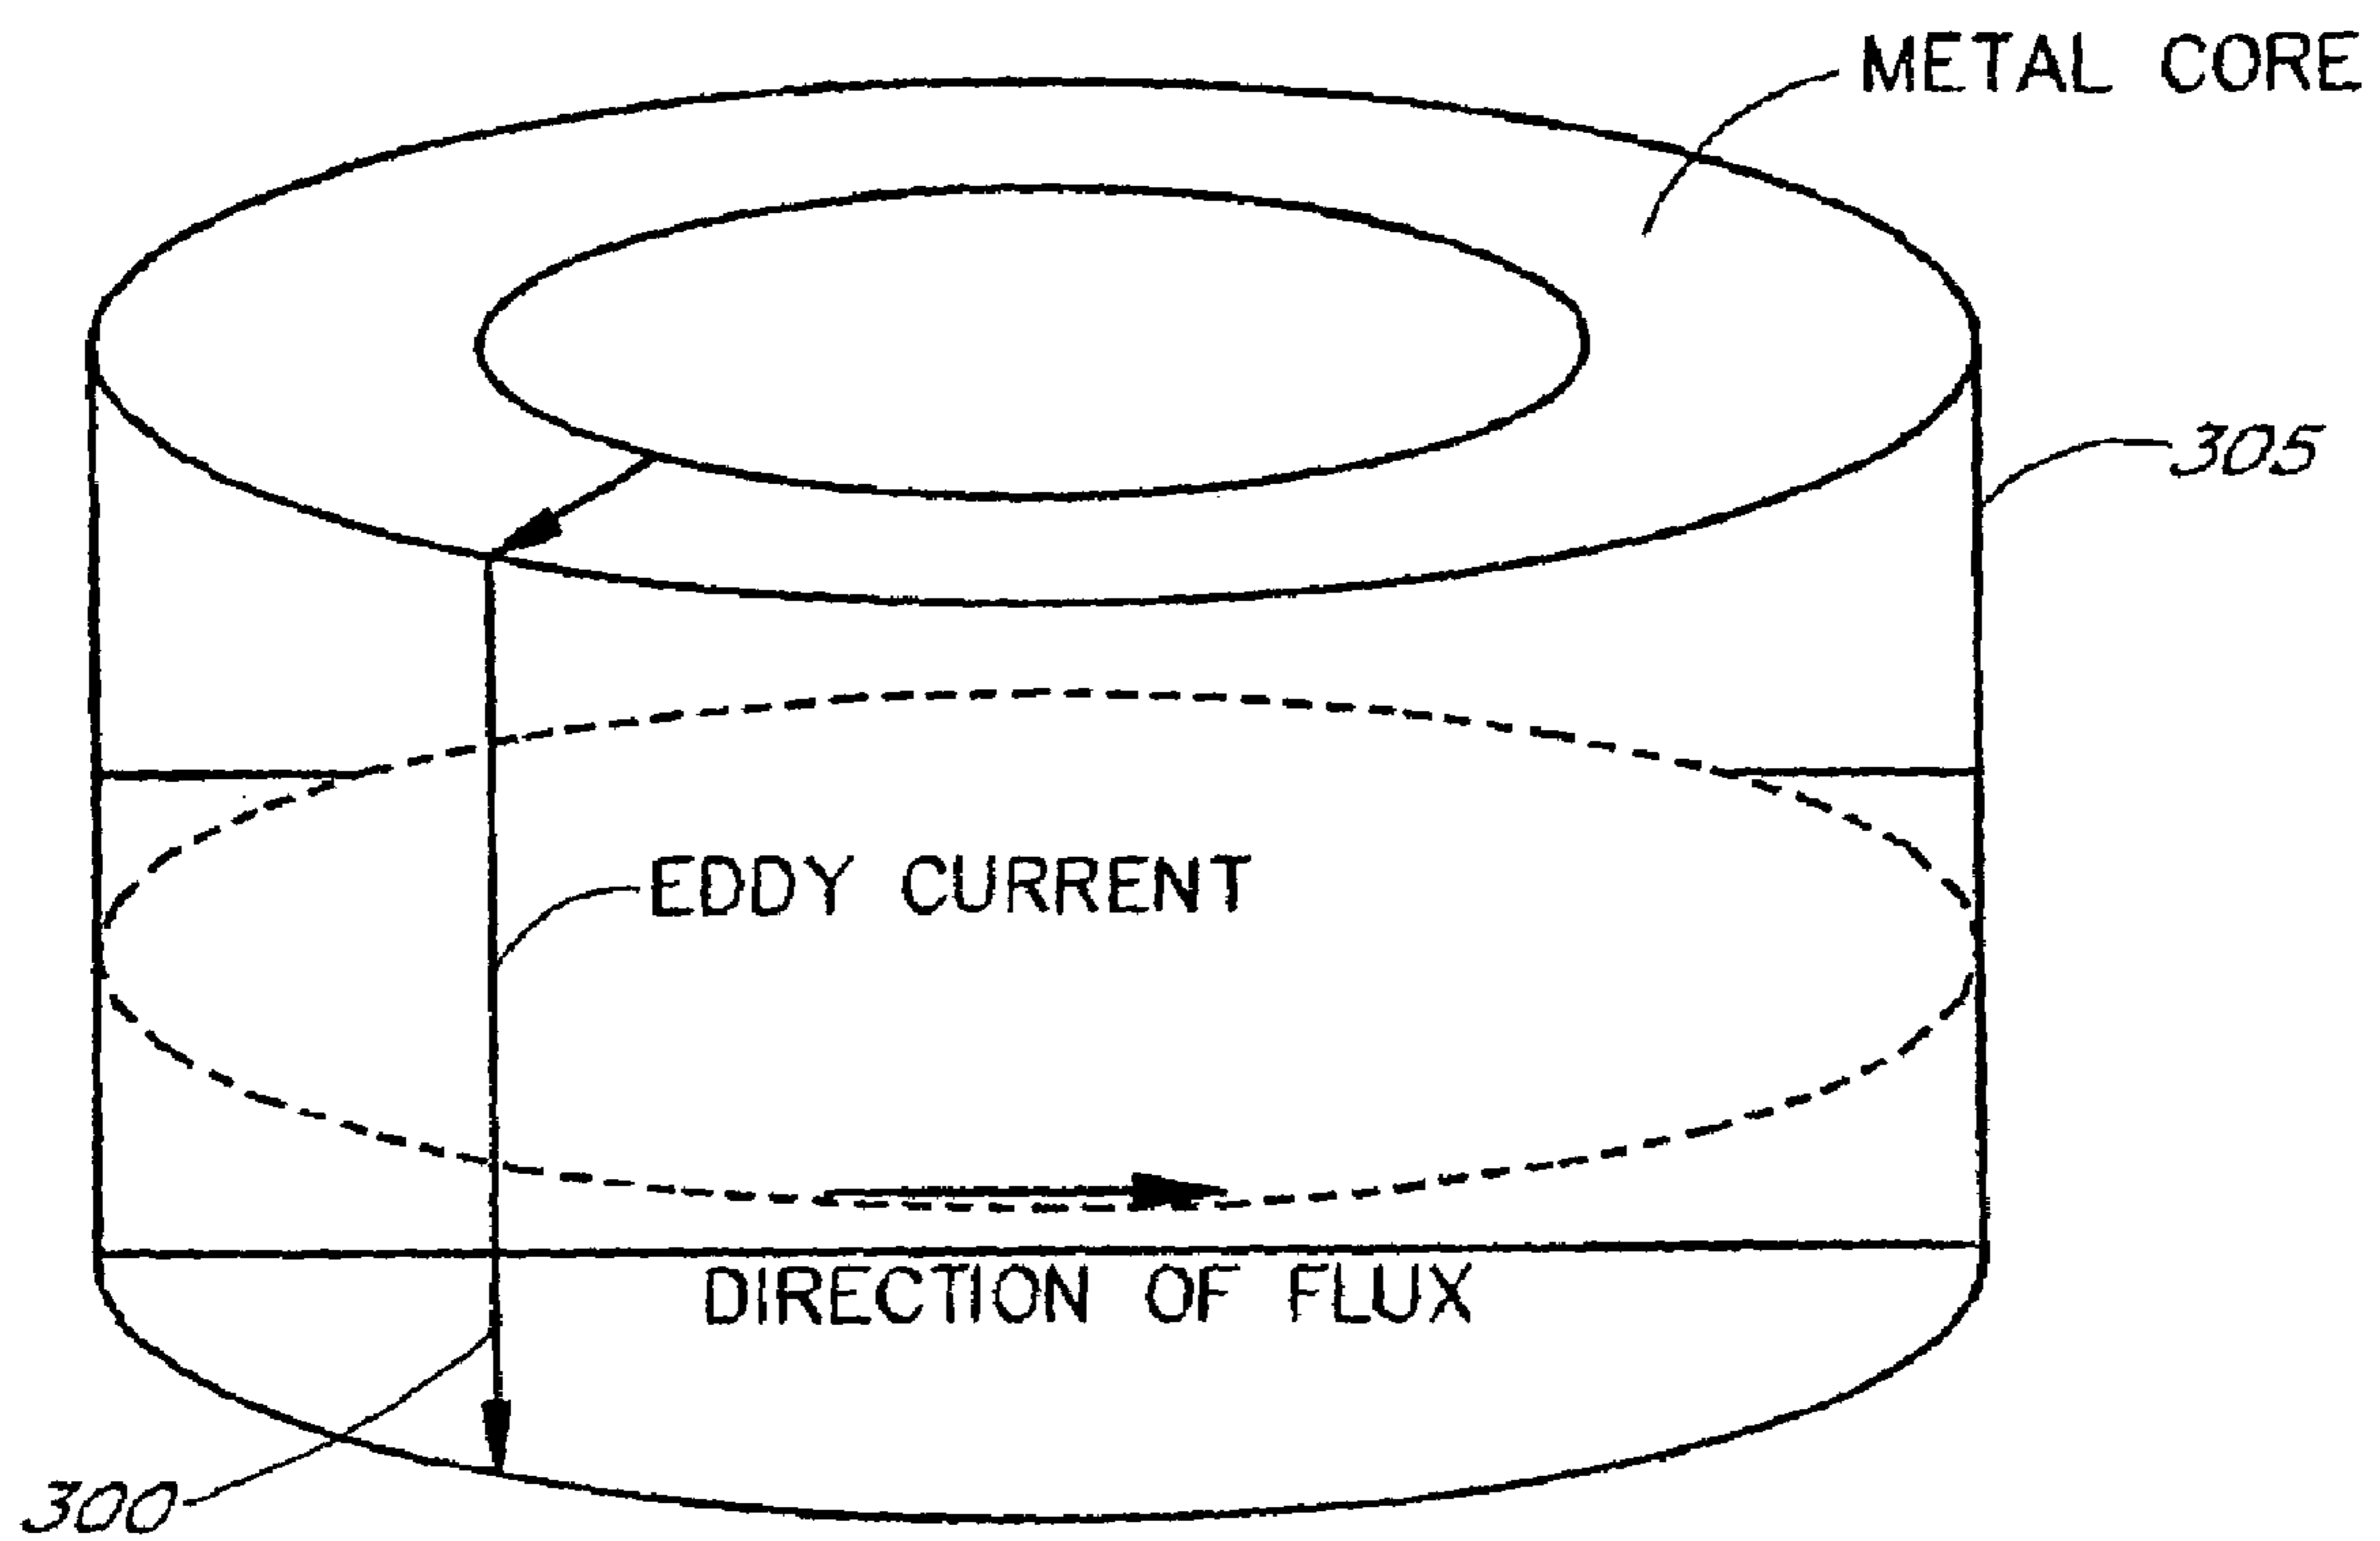 METAL CORE
305
EDDY CURRENT
DIRECTION OF FLUX
300